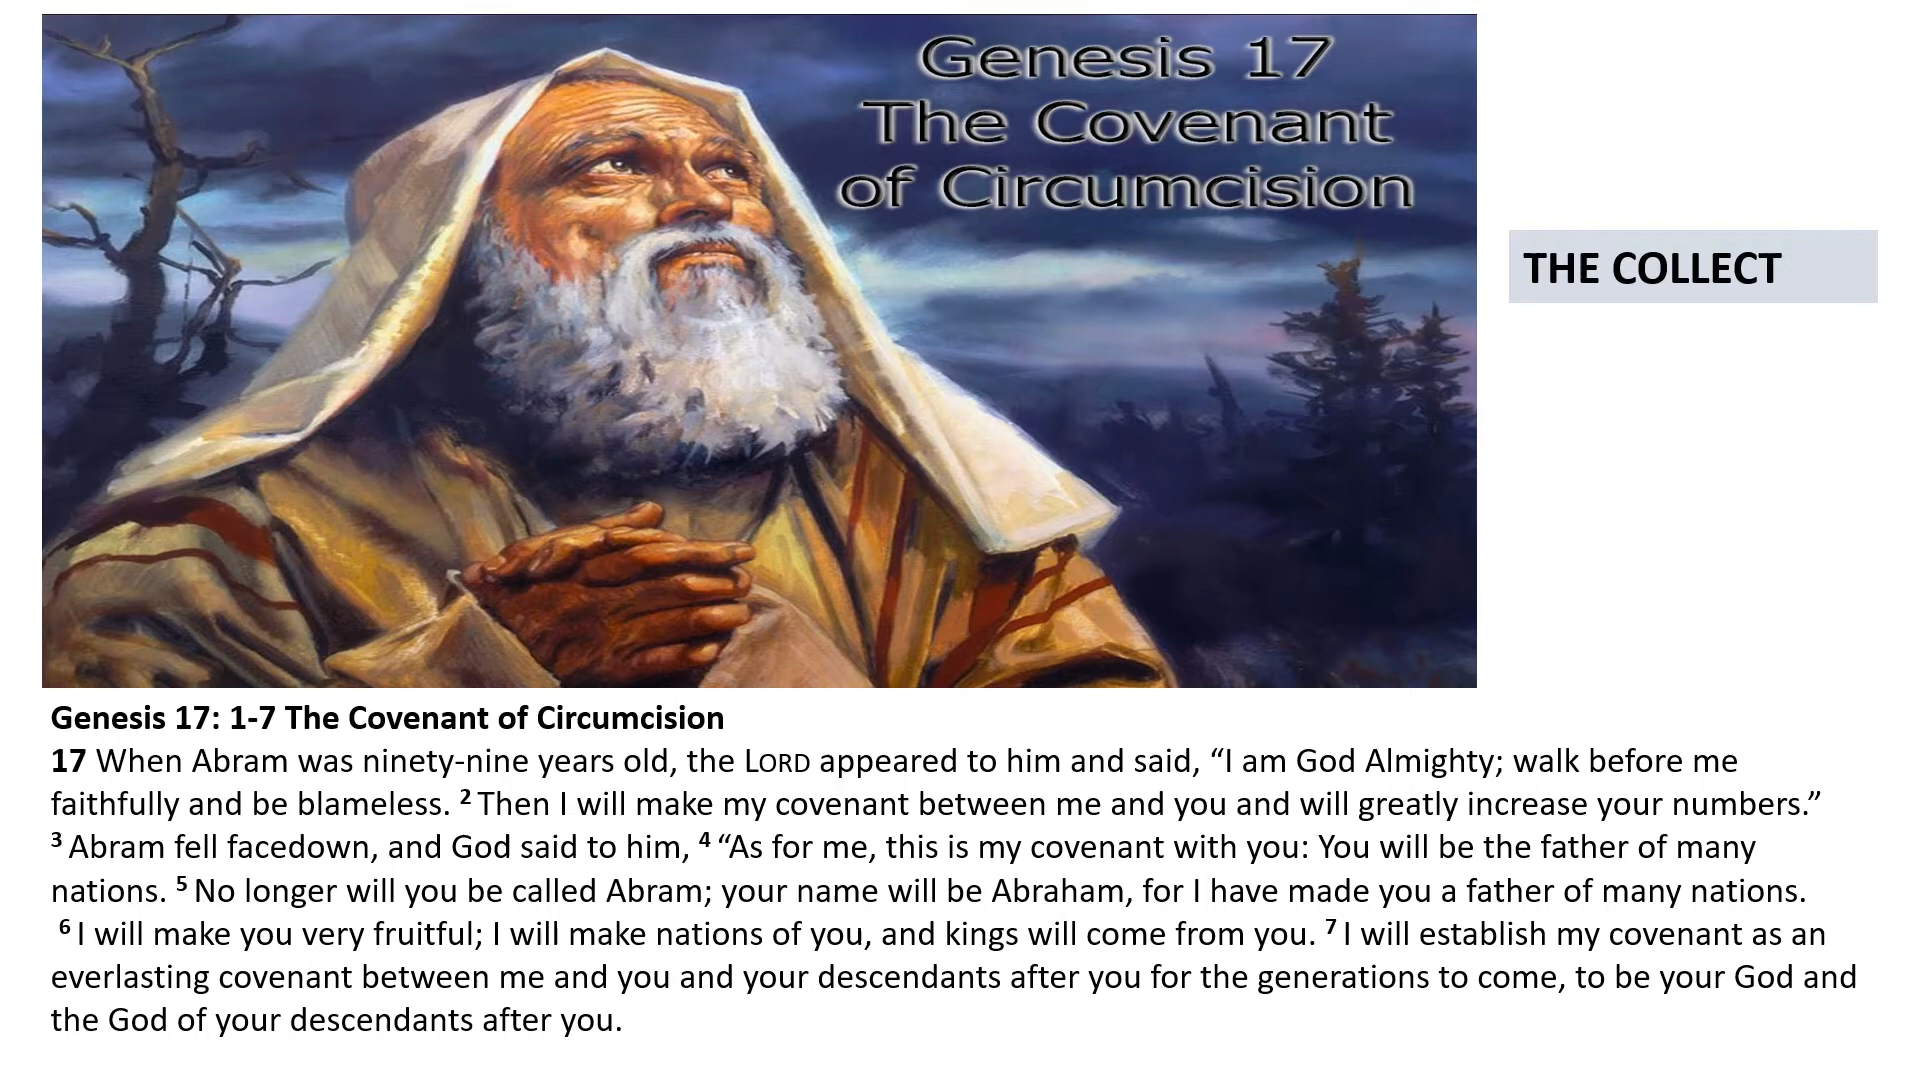 Genesis 17
The Covenant
of Circumcision
THE COLLECT
Genesis 17: 1-7 The Covenant of Circumcision
17 When Abram was ninety-nine years old, the LORD appeared to him and said, “I am God Almighty; walk before me
faithfully and be blameless. 2 Then I will make my covenant between me and you and will greatly increase your numbers.”
3 Abram fell facedown, and God said to him, 4 “As for me, this is my covenant with you: You will be the father of many
nations. 5 No longer will you be called Abram; your name will be Abraham, for I have made you a father of many nations.
6 I will make you very fruitful; I will make nations of you, and kings will come from you. 7 I will establish my covenant as an
everlasting covenant between me and you and your descendants after you for the generations to come, to be your God and
the God of your descendants after you.